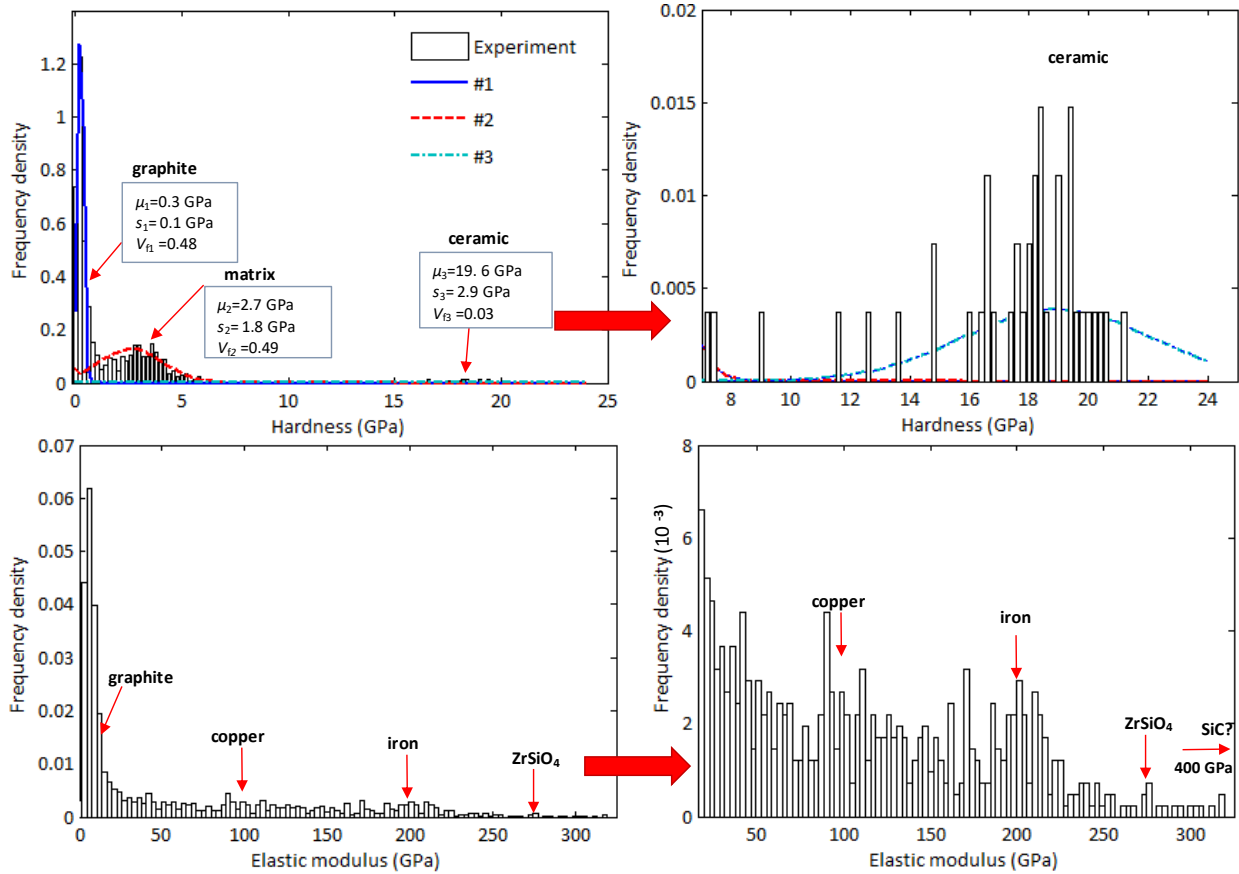 Frequency density
1.2
1
0.8
0.6
0.4
0.2
0
0
5
10
15
20
25
Hardness (GPa)
Experiment
#1
#2
#3
graphite
μ1=0.3 GPa
s1= 0.1 GPa
Vf1 =0.48
matrix
μ2=2.7 GPa
s2= 1.8 GPa
Vf2 =0.49
ceramic
μ3=19. 6 GPa
s3= 2.9 GPa
Vf3 =0.03
Frequency density
0.02
0.015
0.01
0.005
0
8
10
12
14
16
18
20
22
24
Hardness (GPa)
ceramic
Frequency density
0.07
0.06
0.05
0.04
0.03
0.02
0.01
0
0
50
100
150
200
250
300
Elastic modulus (GPa)
graphite
copper
iron
ZrSiO4
Frequency density (10 -3)
8
6
4
2
0
50
100
150
200
250
300
Elastic modulus (GPa)
copper
iron
ZrSiO4
SiC?
400 GPa